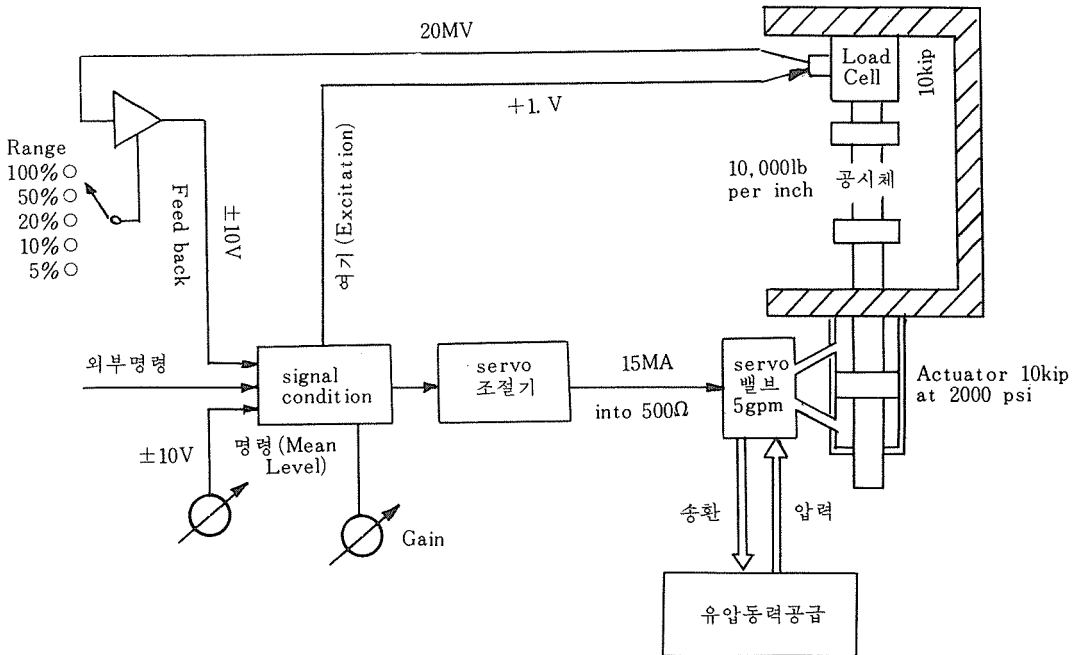 20MV
Load
Cell
10kip
+1. V
Range
100%
50%
20%
10%
5%
Feed back
±10V
여기 (Excitation)
10,000lb
per inch
공시체
외부명령
signal
condition
servo
조절기
15MA
into 500Ω
servo
밸브
5gpm
Actuator 10kip
at 2000 psi
±10V
명령(Mean
Level)
Gain
송환
압력
유압동력공급